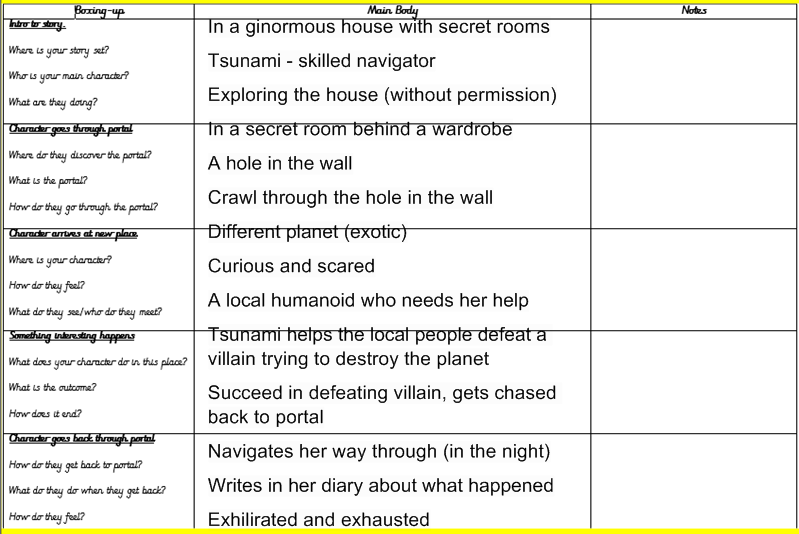 Boxing-up
Main Body
Notes
Intro to story.
Where is your story set?
Who is your main character?
What are they doing?
In a ginormous house with secret rooms
Tsunami - skilled navigator
Exploring the house (without permission)
Character goes through portal
Where do they discover the portal?
What is the portal?
How do they go through the portal?
In a secret room behind a wardrobe
A hole in the wall
Crawl through the hole in the wall
Character arrives at new place
Where is your character?
How do they feel?
What do they see/who do they meet?
Different planet (exotic)
Curious and scared
A local humanoid who needs her help
Something interesting happens
What does your character do in this place?
What is the outcome?
How does it end?
Tsunami helps the local people defeat a
villain trying to destroy the planet
Succeed in defeating villain, gets chased
back to portal
Character goes back through portal
How do they get back to portal?
What do they do when they get back?
How do they feel?
Navigates her way through (in the night)
Writes in her diary about what happened
Exhilirated and exhausted